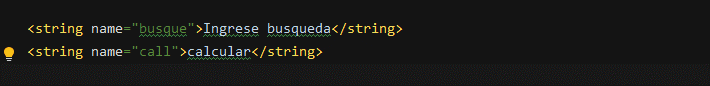 <string name="busque">Ingrese busqueda</string>
<string name="call">calcular</string>